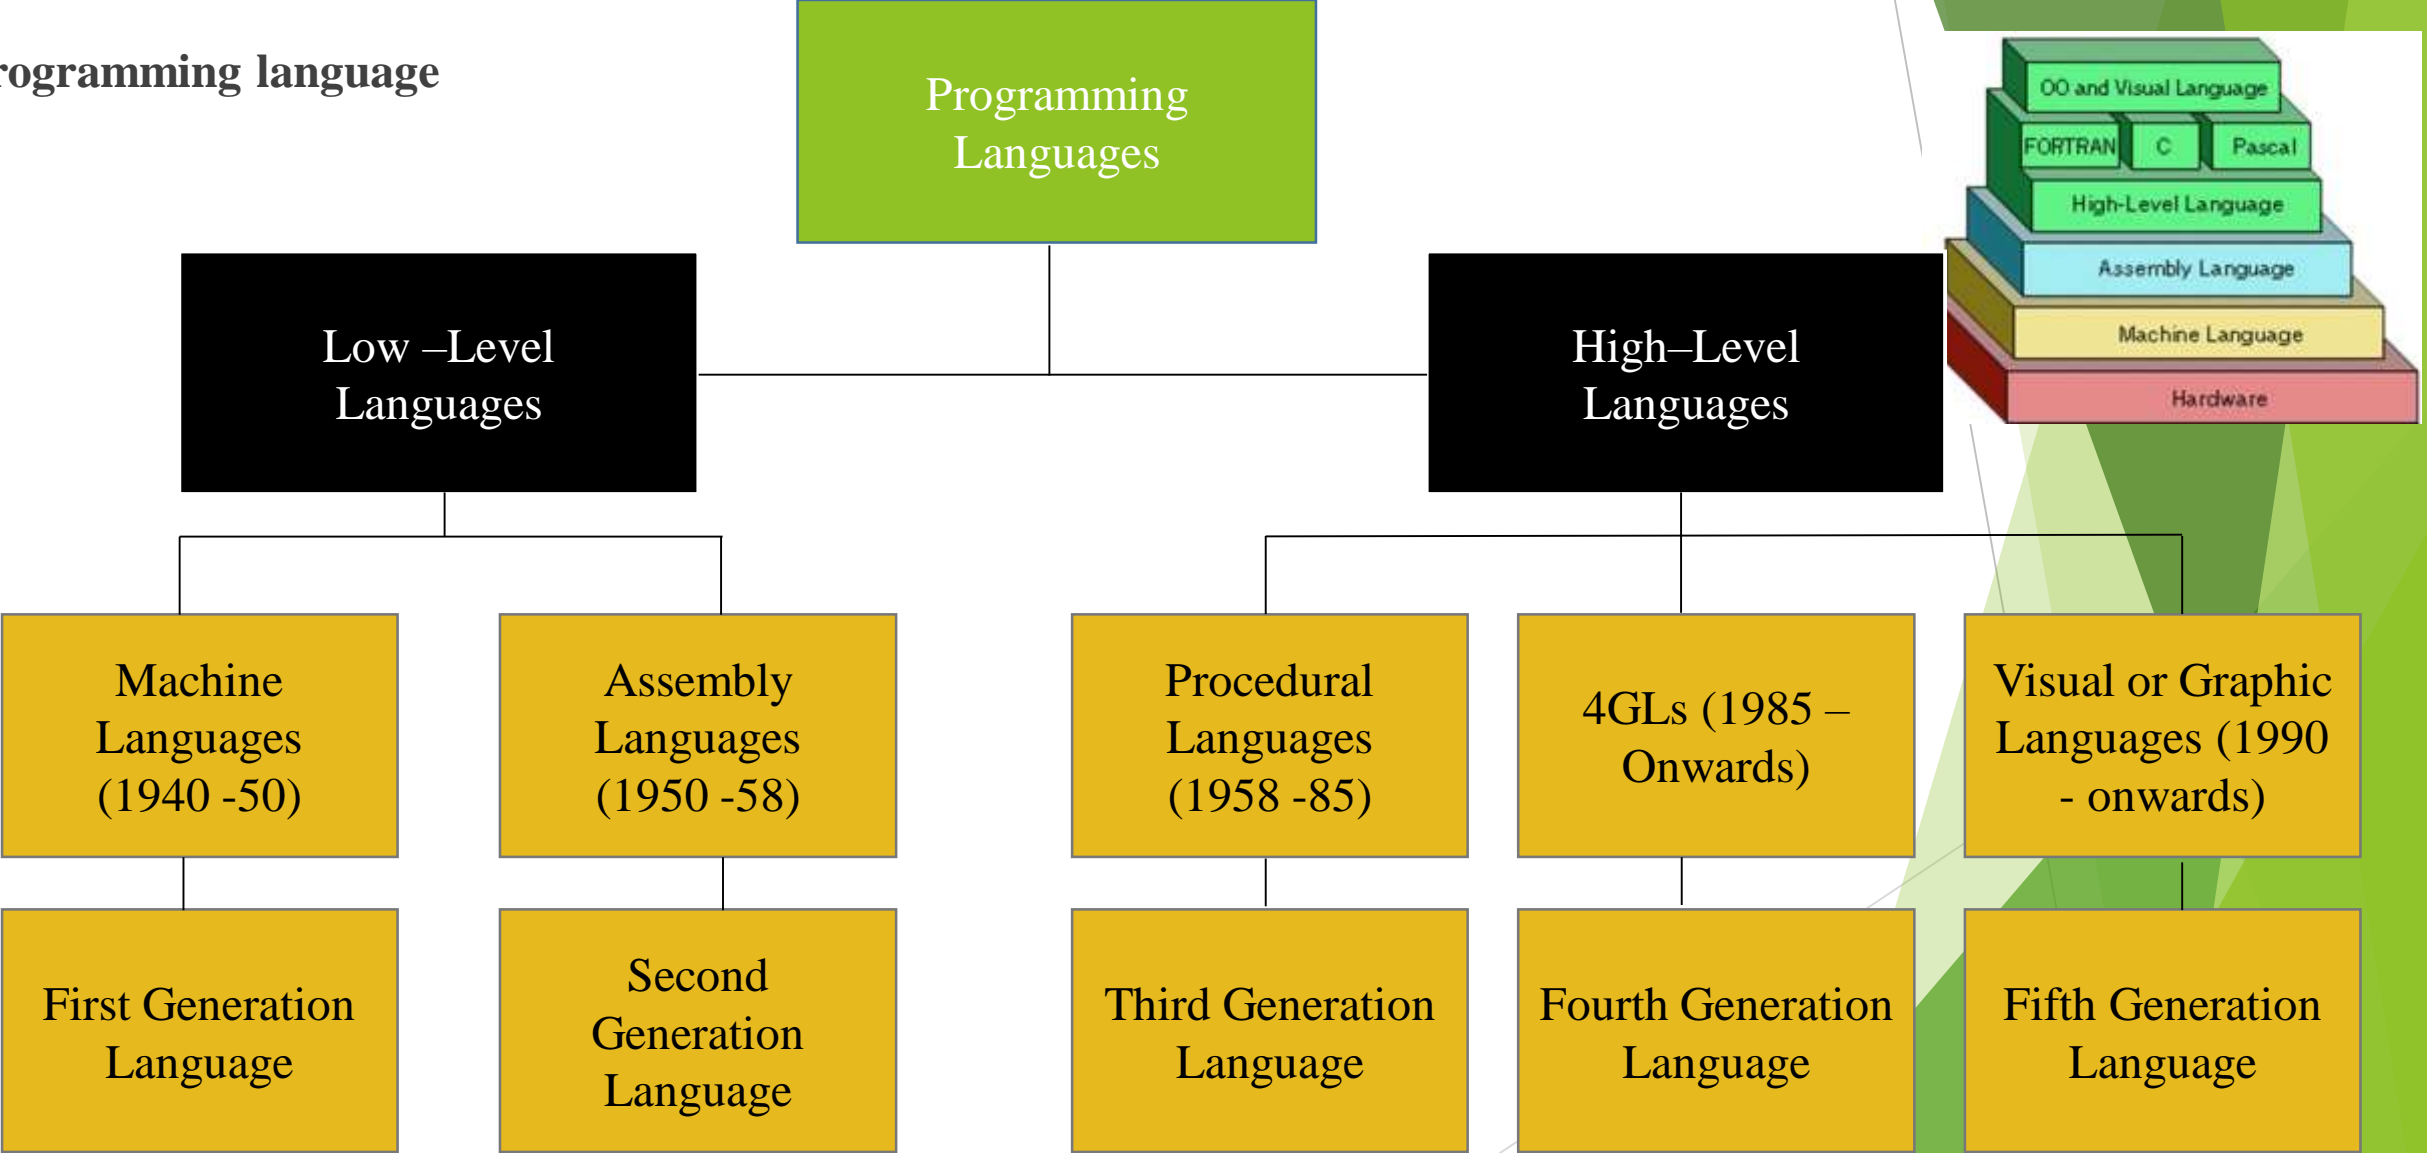 rogramming language
Programming
Languages
OO and Visual Language
FORTRAN C Pascal
High-Level Language
Assembly Language
Machine Language
Hardware
Low –Level
Languages
High–Level
Languages
Machine
Languages
(1940 -50)
Assembly
Languages
(1950 -58)
Procedural
Languages
(1958 -85)
4GLs (1985 –
Onwards)
Visual or Graphic
Languages (1990
- onwards)
First Generation
Language
Second
Generation
Language
Third Generation
Language
Fourth Generation
Language
Fifth Generation
Language